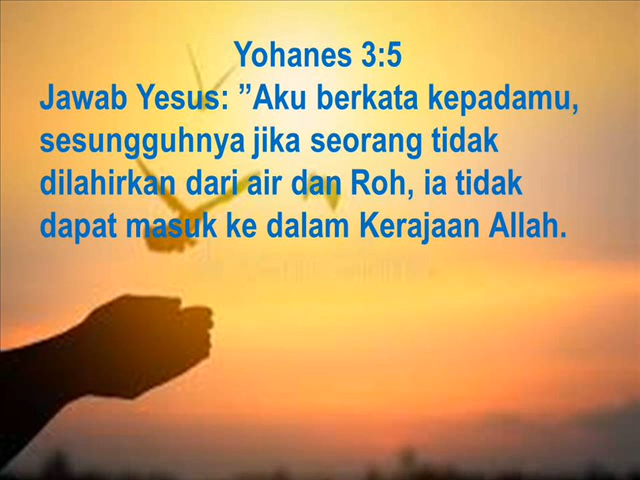 Yohanes 3:5
Jawab Yesus: ”Aku berkata kepadamu,
sesungguhnya jika seorang tidak
dilahirkan dari air dan Roh, ia tidak
dapat masuk ke dalam Kerajaan Allah.